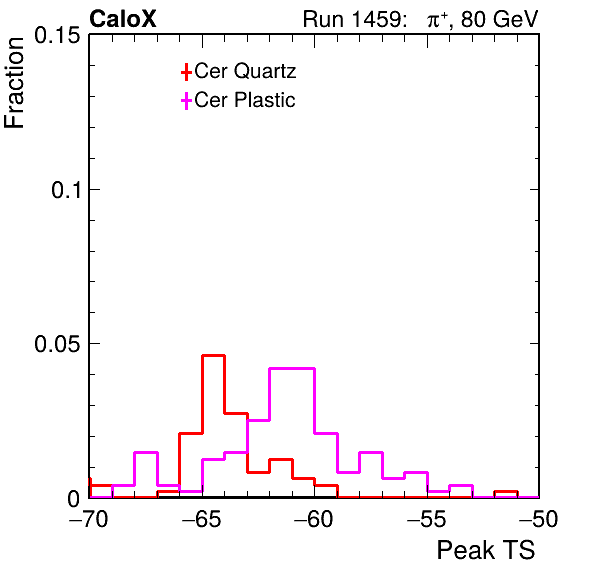 CaloX Run 1459: π⁺, 80 GeV
Cer Quartz
Cer Plastic
Fraction
0.15
0.1
0.05
0
−70 −65 −60 −55 −50
Peak TS